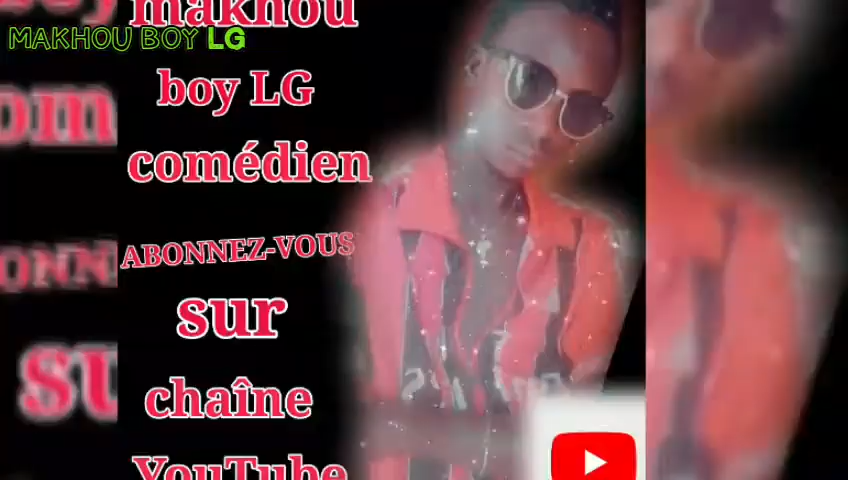 MAKHOU BOY LG
makhou
boy LG
comédien
ABONNEZ-VOUS
sur
chaîne
YouTube